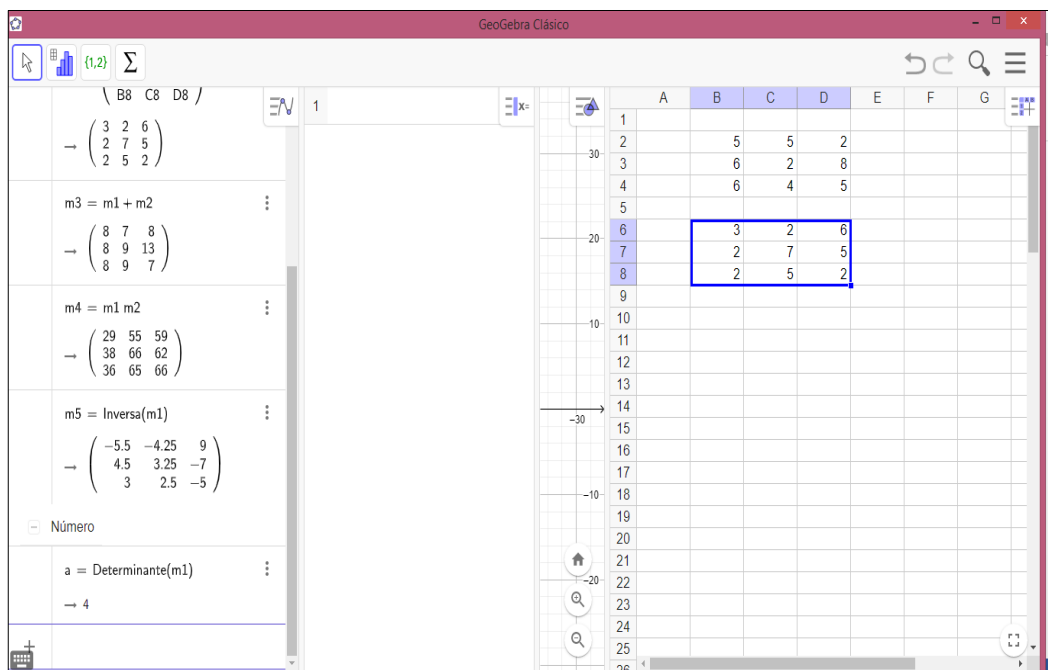 GeoGebra Clásico
{1,2} Σ
B8 C8 D8
→ 3 2 6
2 7 5
2 5 2
m3 = m1 + m2
→ 8 7 8
8 9 13
8 9 7
m4 = m1 m2
→ 29 55 59
38 66 62
36 65 66
m5 = Inversa(m1)
→ −5.5 −4.25 9
4.5 3.25 −7
3 2.5 −5
Número
a = Determinante(m1)
→ 4
1
x=
30
20
10
−30
−10
−20
A B C D E F G
1
2 5 5 2
3 6 2 8
4 6 4 5
5
6 3 2 6
7 2 7 5
8 2 5 2
9
10
11
12
13
14
15
16
17
18
19
20
21
22
23
24
25
26